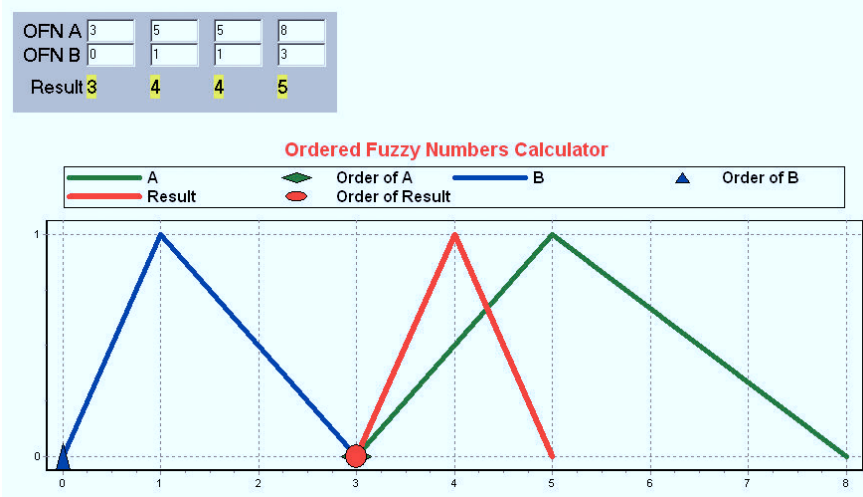 OFN A 3 5 5 8
OFN B 0 1 1 3
Result 3 4 4 5
Ordered Fuzzy Numbers Calculator
A Order of A B Order of B
Result Order of Result
1
0
0 1 2 3 4 5 6 7 8